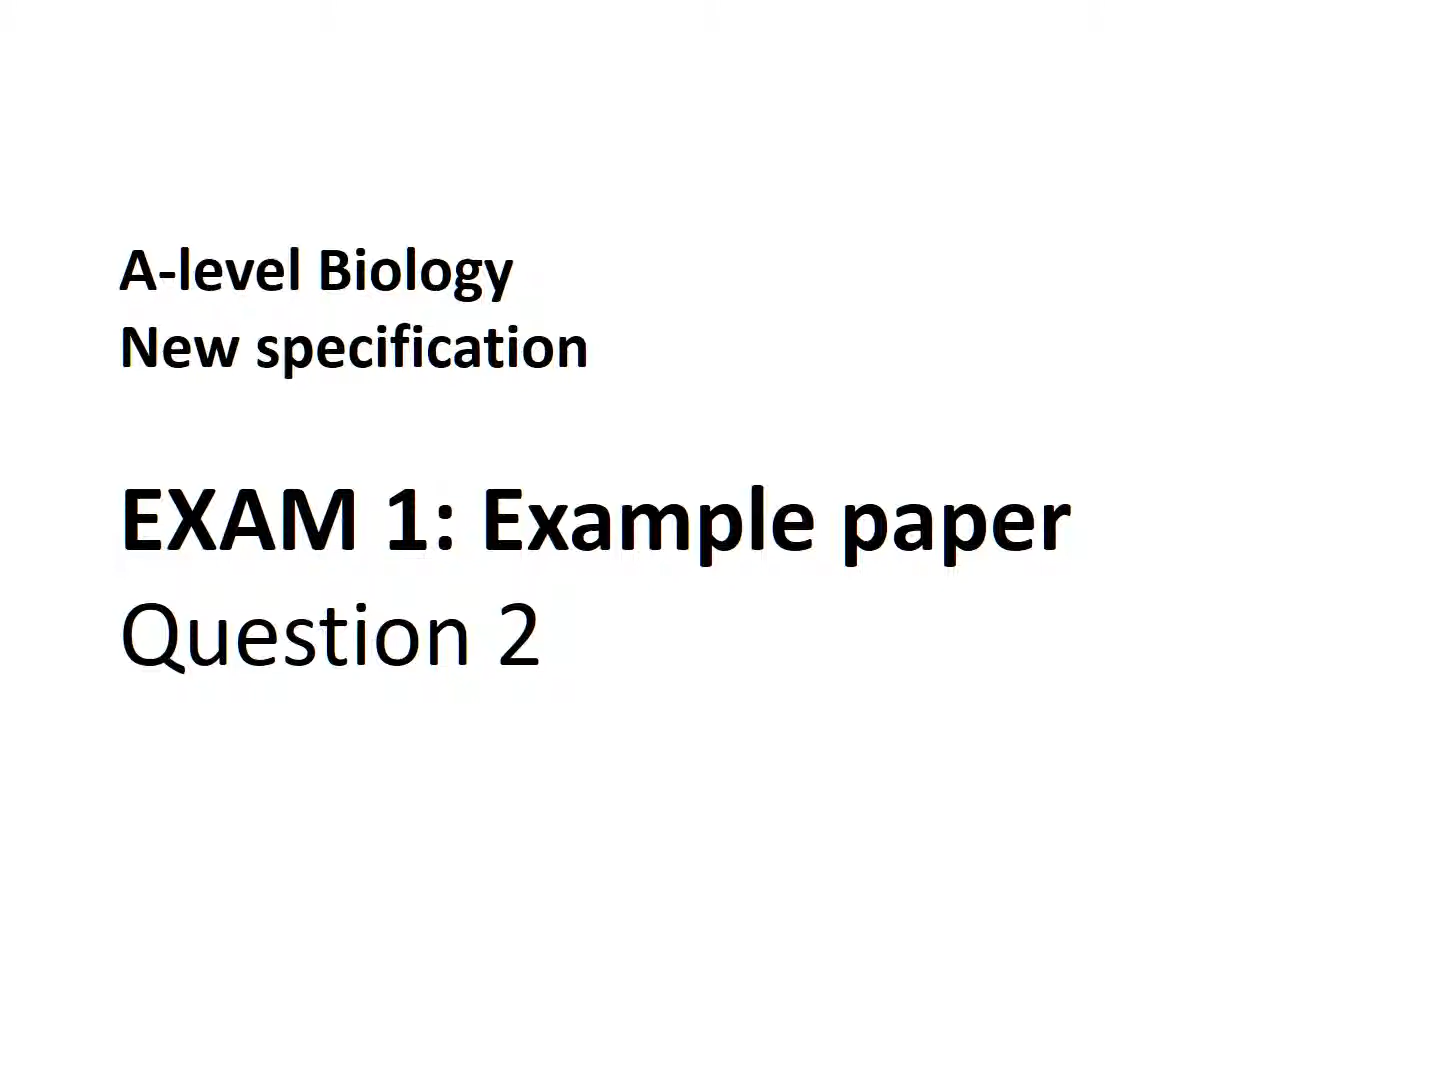 A-level Biology
New specification
EXAM 1: Example paper
Question 2